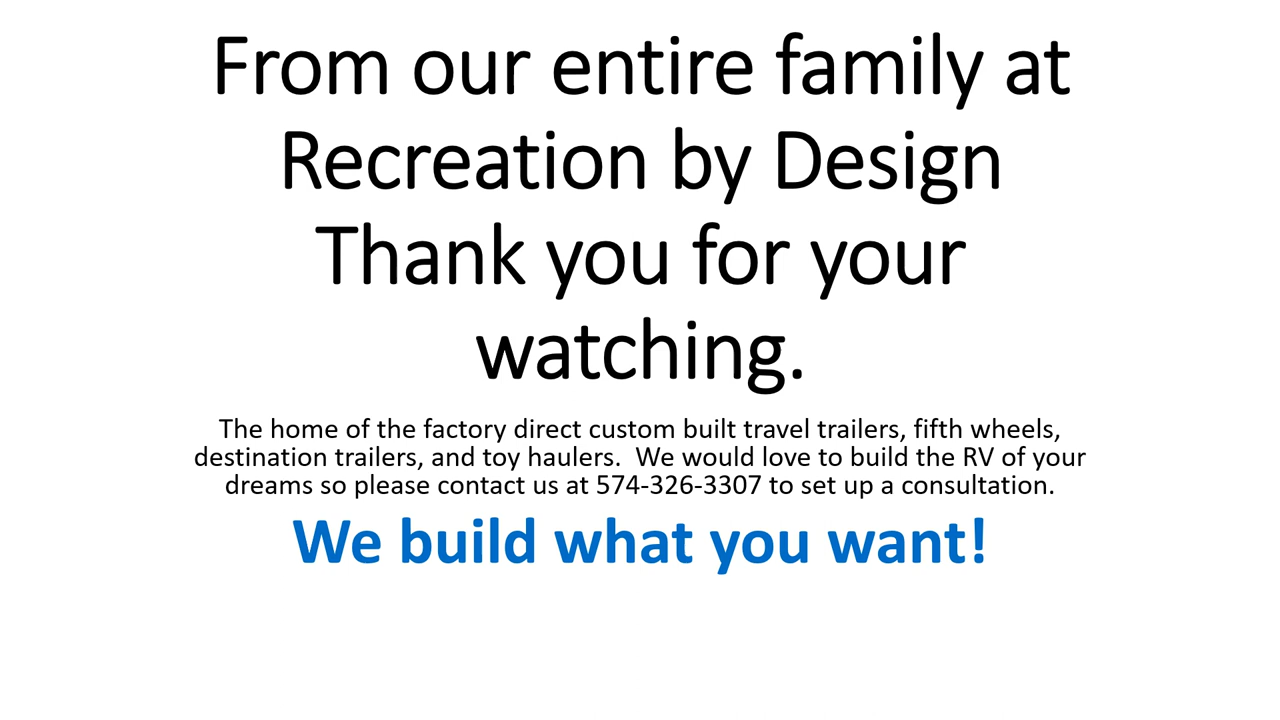 From our entire family at
Recreation by Design
Thank you for your
watching.
The home of the factory direct custom built travel trailers, fifth wheels,
destination trailers, and toy haulers.  We would love to build the RV of your
dreams so please contact us at 574-326-3307 to set up a consultation.
We build what you want!